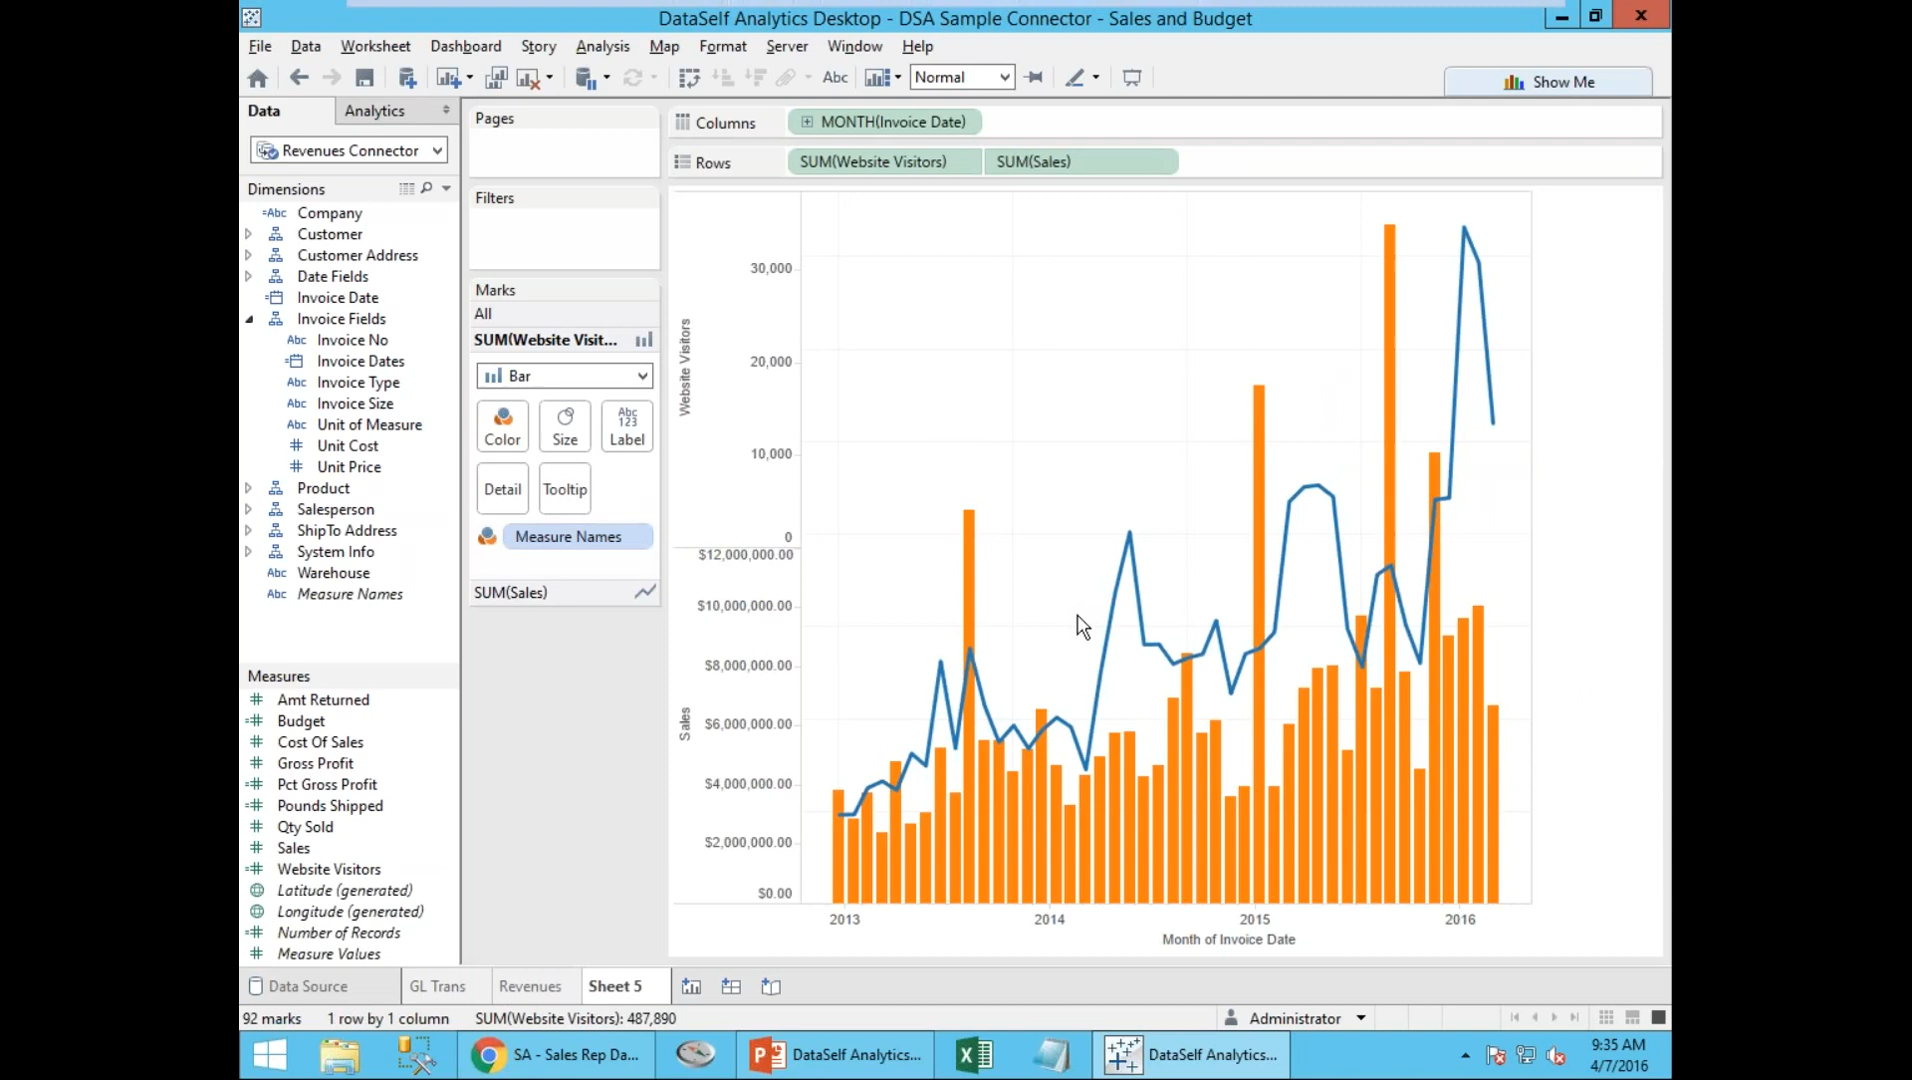 DataSelf Analytics Desktop - DSA Sample Connector - Sales and Budget
File Data Worksheet Dashboard Story Analysis Map Format Server Window Help
Abc Normal
Show Me
Data Analytics
Revenues Connector
Dimensions
Abc Company
Customer
Customer Address
Date Fields
Invoice Date
Invoice Fields
Abc Invoice No
Invoice Dates
Abc Invoice Type
Abc Invoice Size
Abc Unit of Measure
# Unit Cost
# Unit Price
Product
Salesperson
ShipTo Address
System Info
Abc Warehouse
Abc Measure Names
Measures
# Amt Returned
=# Budget
# Cost Of Sales
# Gross Profit
=# Pct Gross Profit
=# Pounds Shipped
# Qty Sold
# Sales
=# Website Visitors
Latitude (generated)
Longitude (generated)
=# Number of Records
# Measure Values
Pages
Filters
Marks
All
SUM(Website Visit...
Bar
Color
Size
Abc
123
Label
Detail
Tooltip
Measure Names
SUM(Sales)
Columns MONTH(Invoice Date)
Rows SUM(Website Visitors) SUM(Sales)
Website Visitors
30,000
20,000
10,000
0
Sales
$12,000,000.00
$10,000,000.00
$8,000,000.00
$6,000,000.00
$4,000,000.00
$2,000,000.00
$0.00
2013 2014 2015 2016
Month of Invoice Date
Data Source GL Trans Revenues Sheet 5
92 marks 1 row by 1 column SUM(Website Visitors): 487,890
Administrator
SA - Sales Rep Da...
DataSelf Analytics...
DataSelf Analytics...
9:35 AM
4/7/2016